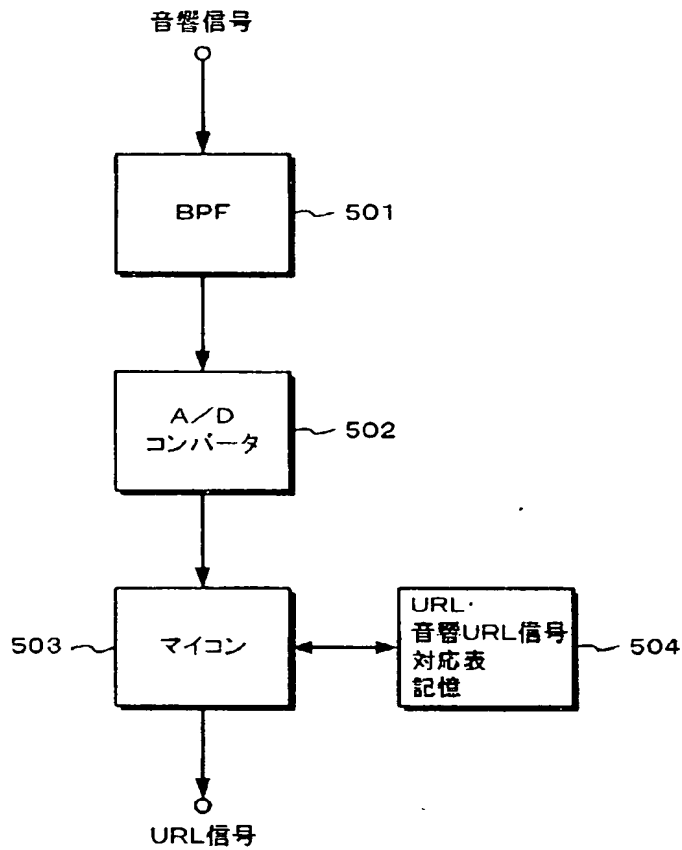 音響信号
BPF
501
A/D
コンバータ
502
503
マイコン
URL・
音響URL信号
対応表
記憶
504
URL信号